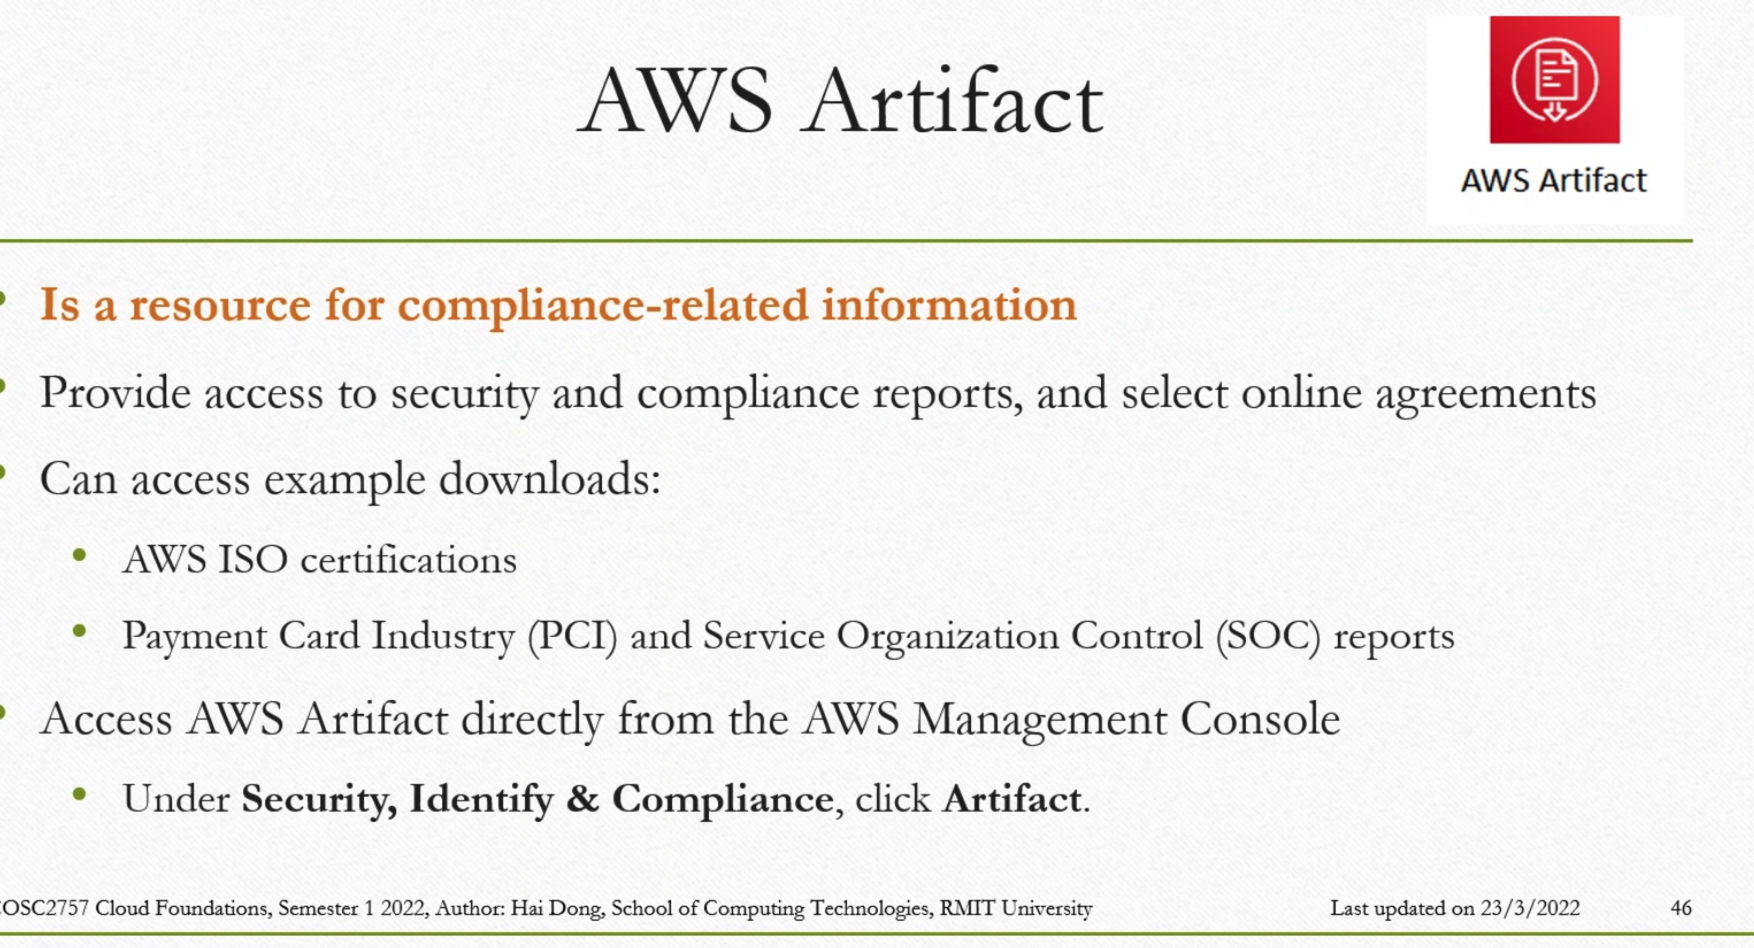 AWS Artifact
AWS Artifact
• Is a resource for compliance-related information
• Provide access to security and compliance reports, and select online agreements
• Can access example downloads:
• AWS ISO certifications
• Payment Card Industry (PCI) and Service Organization Control (SOC) reports
• Access AWS Artifact directly from the AWS Management Console
• Under Security, Identify & Compliance, click Artifact.
COSC2757 Cloud Foundations, Semester 1 2022, Author: Hai Dong, School of Computing Technologies, RMIT University
Last updated on 23/3/2022
46